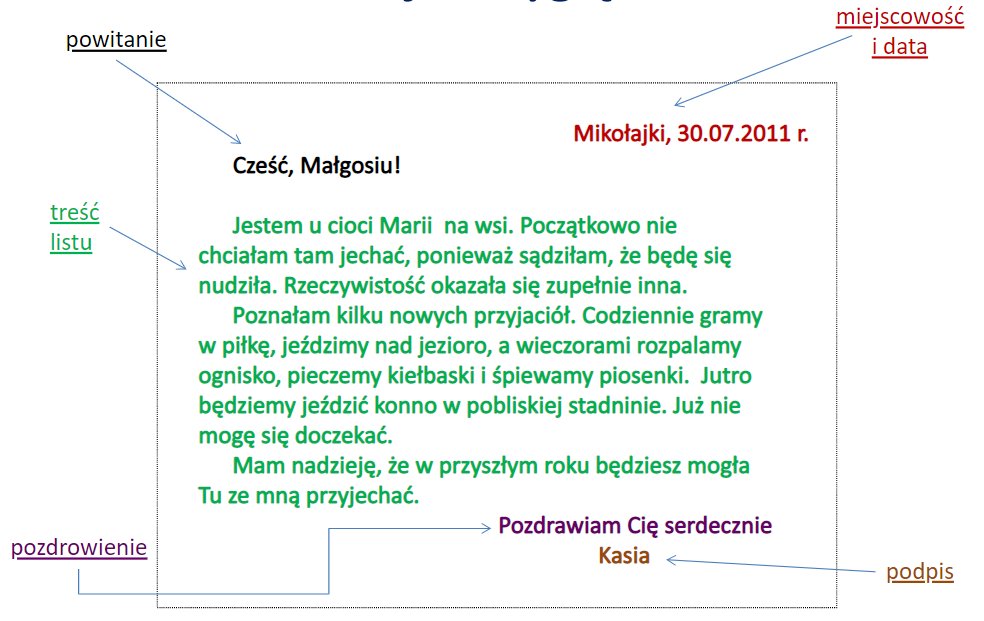 powitanie
miejscowość
i data
Mikołajki, 30.07.2011 r.
Cześć, Małgosiu!
treść
listu
Jestem u cioci Marii  na wsi. Początkowo nie
chciałam tam jechać, ponieważ sądziłam, że będę się
nudziła. Rzeczywistość okazała się zupełnie inna.
Poznałam kilku nowych przyjaciół. Codziennie gramy
w piłkę, jeździmy nad jezioro, a wieczorami rozpalamy
ognisko, pieczemy kiełbaski i śpiewamy piosenki.  Jutro
będziemy jeździć konno w pobliskiej stadninie. Już nie
mogę się doczekać.
Mam nadzieję, że w przyszłym roku będziesz mogła
Tu ze mną przyjechać.
Pozdrawiam Cię serdecznie
Kasia
pozdrowienie
podpis